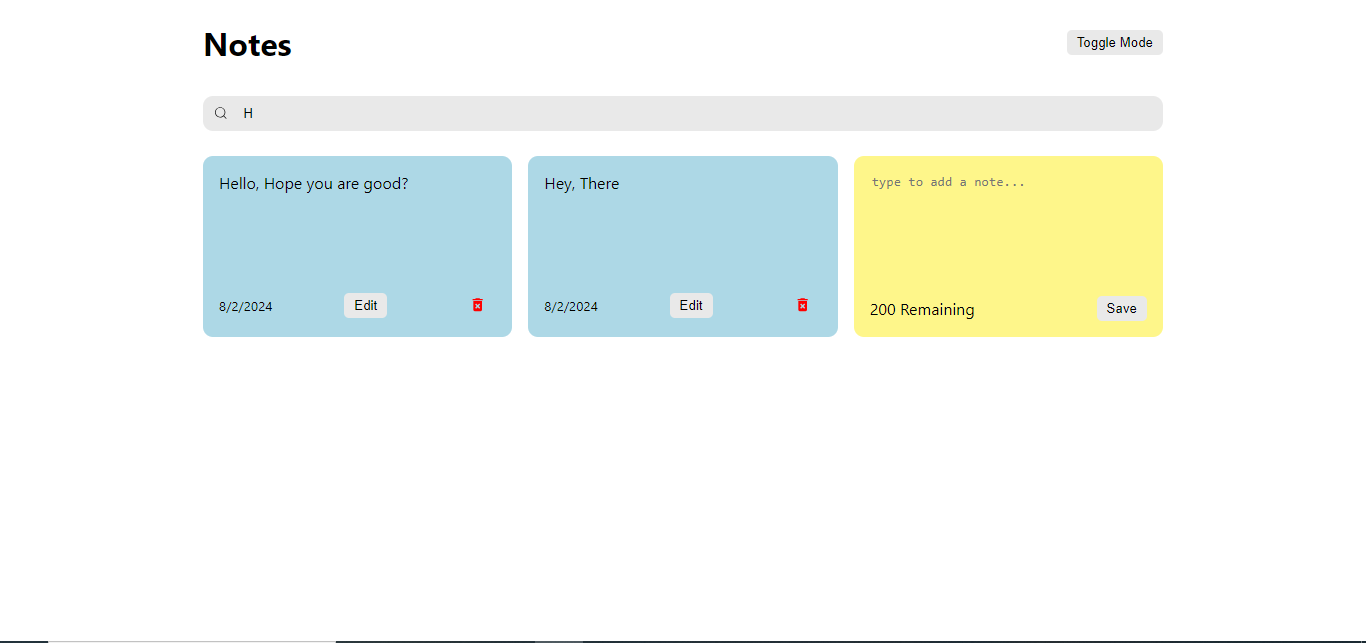 Notes
Toggle Mode
H
Hello, Hope you are good?
8/2/2024
Edit
Hey, There
8/2/2024
Edit
type to add a note...
200 Remaining
Save